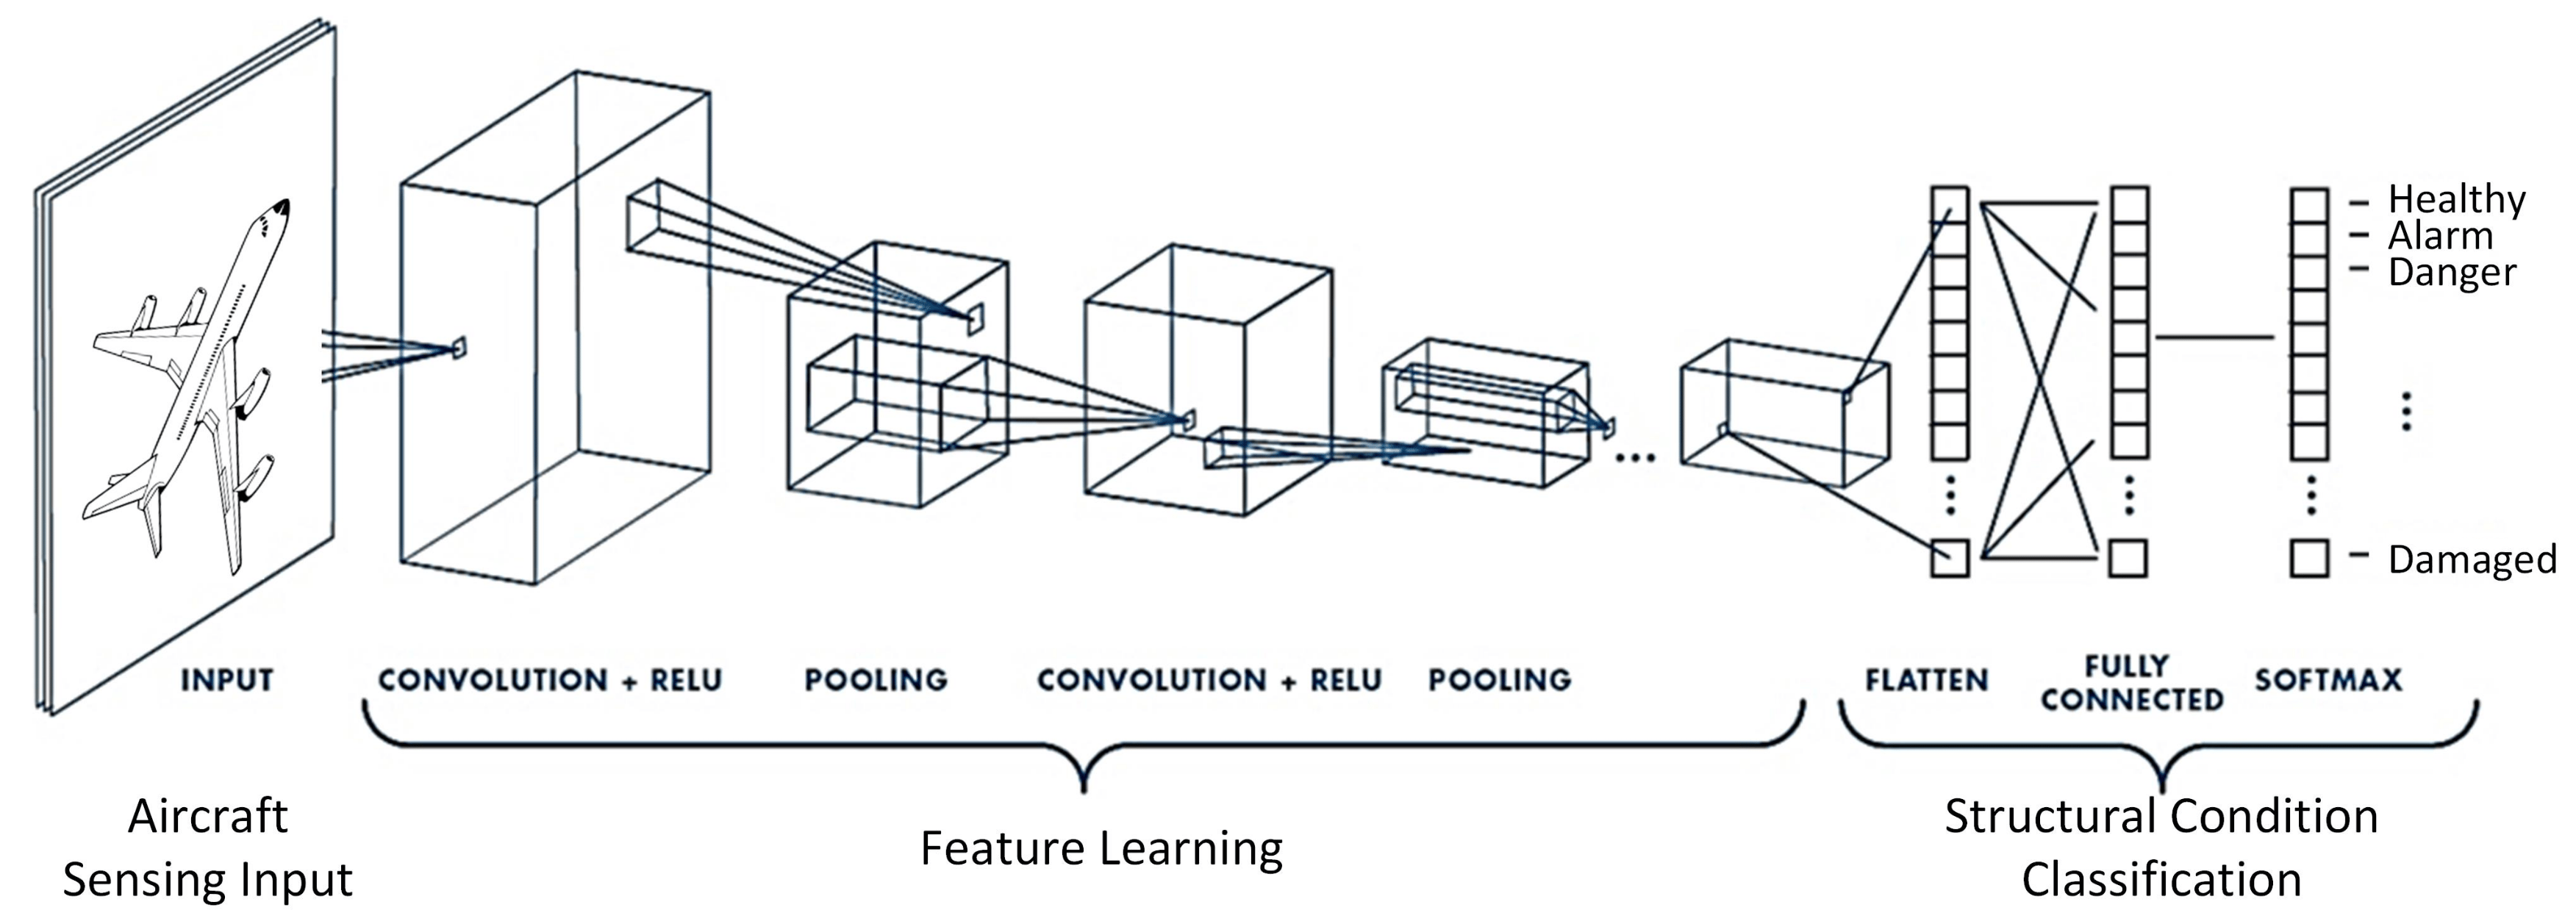 Healthy
Alarm
Danger
Damaged
INPUT
CONVOLUTION + RELU
POOLING
CONVOLUTION + RELU
POOLING
FLATTEN
FULLY
CONNECTED
SOFTMAX
Aircraft
Sensing Input
Feature Learning
Structural Condition
Classification